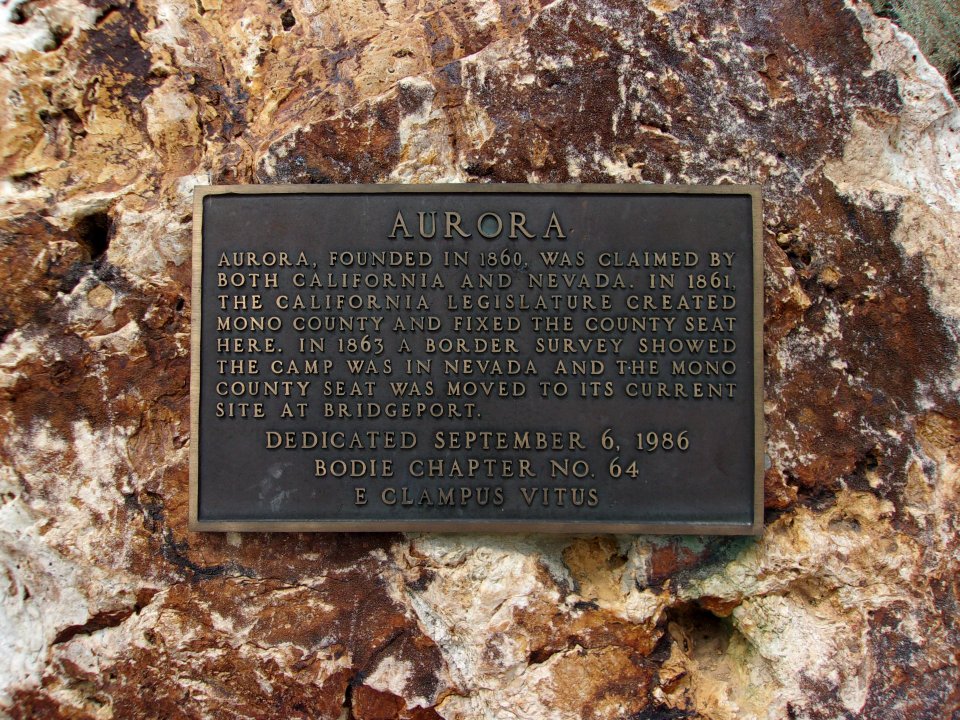 AURORA
AURORA, FOUNDED IN 1860, WAS CLAIMED BY
BOTH CALIFORNIA AND NEVADA. IN 1861,
THE CALIFORNIA LEGISLATURE CREATED
MONO COUNTY AND FIXED THE COUNTY SEAT
HERE. IN 1863 A BORDER SURVEY SHOWED
THE CAMP WAS IN NEVADA AND THE MONO
COUNTY SEAT WAS MOVED TO ITS CURRENT
SITE AT BRIDGEPORT.
DEDICATED SEPTEMBER 6, 1986
BODIE CHAPTER NO. 64
E CLAMPUS VITUS